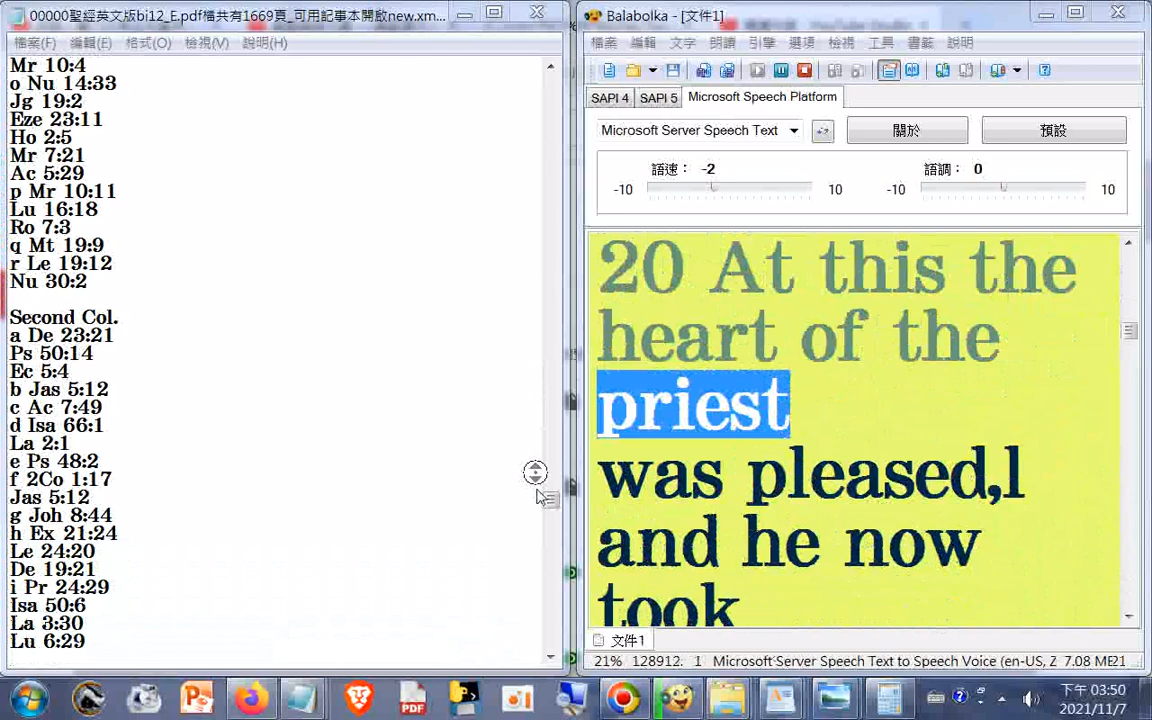 00000聖經英文版bi12_E.pdf檔共有1669頁_可用記事本開啟new.xm...
檔案(F) 編輯(E) 格式(O) 檢視(V) 說明(H)
Mr 10:4
o Nu 14:33
Jg 19:2
Eze 23:11
Ho 2:5
Mr 7:21
Ac 5:29
p Mr 10:11
Lu 16:18
Ro 7:3
q Mt 19:9
r Le 19:12
Nu 30:2
Second Col.
a De 23:21
Ps 50:14
Ec 5:4
b Jas 5:12
c Ac 7:49
d Isa 66:1
La 2:1
e Ps 48:2
f 2Co 1:17
Jas 5:12
g Joh 8:44
h Ex 21:24
Le 24:20
De 19:21
i Pr 24:29
Isa 50:6
La 3:30
Lu 6:29
Balabolka - [文件1]
檔案 編輯 文字 朗讀 引擎 選項 檢視 工具 書籤 說明
SAPI 4 SAPI 5 Microsoft Speech Platform
Microsoft Server Speech Text 關於 預設
語速： -2 語調： 0
-10 10 -10 10
20 At this the
heart of the
priest
was pleased,l
and he now
took
文件1
21% 128912. 1 Microsoft Server Speech Text to Speech Voice (en-US, Z 7.08 ME21
PDF
下午 03:50
2021/11/7